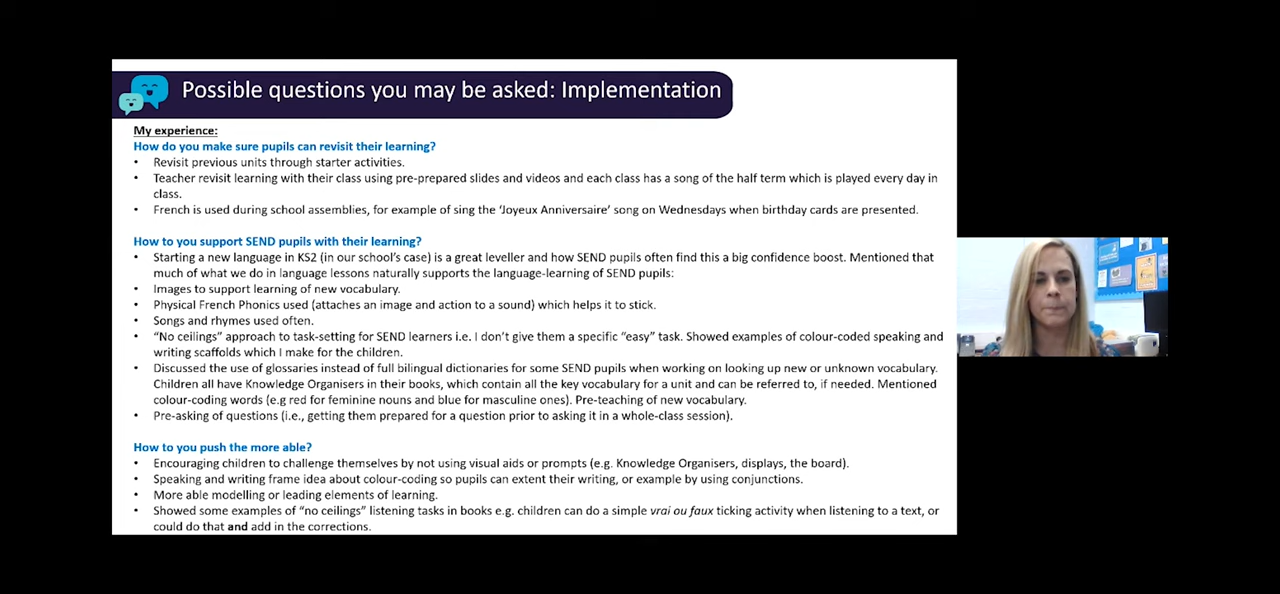 Possible questions you may be asked: Implementation
My experience:
How do you make sure pupils can revisit their learning?
• Revisit previous units through starter activities.
• Teacher revisit learning with their class using pre-prepared slides and videos and each class has a song of the half term which is played every day in
class.
• French is used during school assemblies, for example of sing the ‘Joyeux Anniversaire’ song on Wednesdays when birthday cards are presented.
How to you support SEND pupils with their learning?
• Starting a new language in KS2 (in our school’s case) is a great leveller and how SEND pupils often find this a big confidence boost. Mentioned that
much of what we do in language lessons naturally supports the language-learning of SEND pupils:
• Images to support learning of new vocabulary.
• Physical French Phonics used (attaches an image and action to a sound) which helps it to stick.
• Songs and rhymes used often.
• “No ceilings” approach to task-setting for SEND learners i.e. I don’t give them a specific “easy” task. Showed examples of colour-coded speaking and
writing scaffolds which I make for the children.
• Discussed the use of glossaries instead of full bilingual dictionaries for some SEND pupils when working on looking up new or unknown vocabulary.
Children all have Knowledge Organisers in their books, which contain all the key vocabulary for a unit and can be referred to, if needed. Mentioned
colour-coding words (e.g red for feminine nouns and blue for masculine ones). Pre-teaching of new vocabulary.
• Pre-asking of questions (i.e., getting them prepared for a question prior to asking it in a whole-class session).
How to you push the more able?
• Encouraging children to challenge themselves by not using visual aids or prompts (e.g. Knowledge Organisers, displays, the board).
• Speaking and writing frame idea about colour-coding so pupils can extent their writing, or example by using conjunctions.
• More able modelling or leading elements of learning.
• Showed some examples of “no ceilings” listening tasks in books e.g. children can do a simple vrai ou faux ticking activity when listening to a text, or
could do that and add in the corrections.